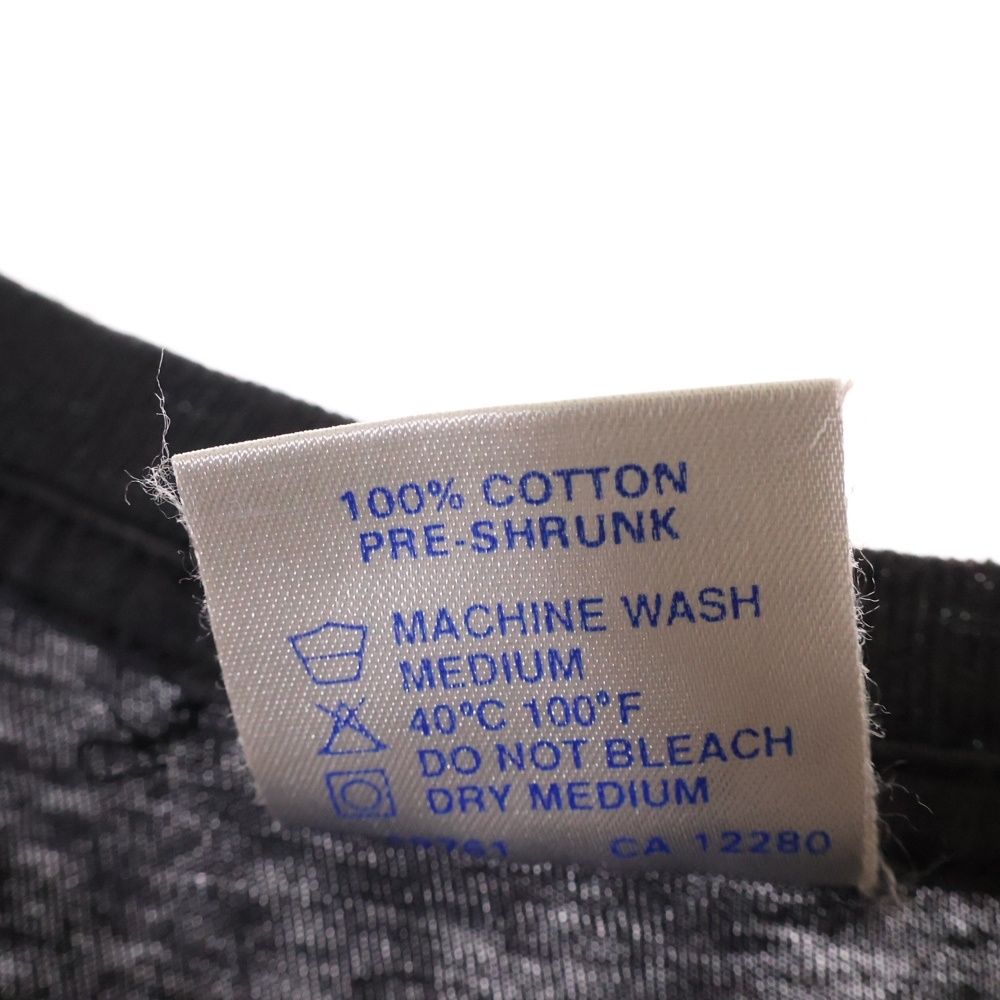 100% COTTON
PRE-SHRUNK
MACHINE WASH
MEDIUM
40°C 100°F
DO NOT BLEACH
DRY MEDIUM
CA 12280